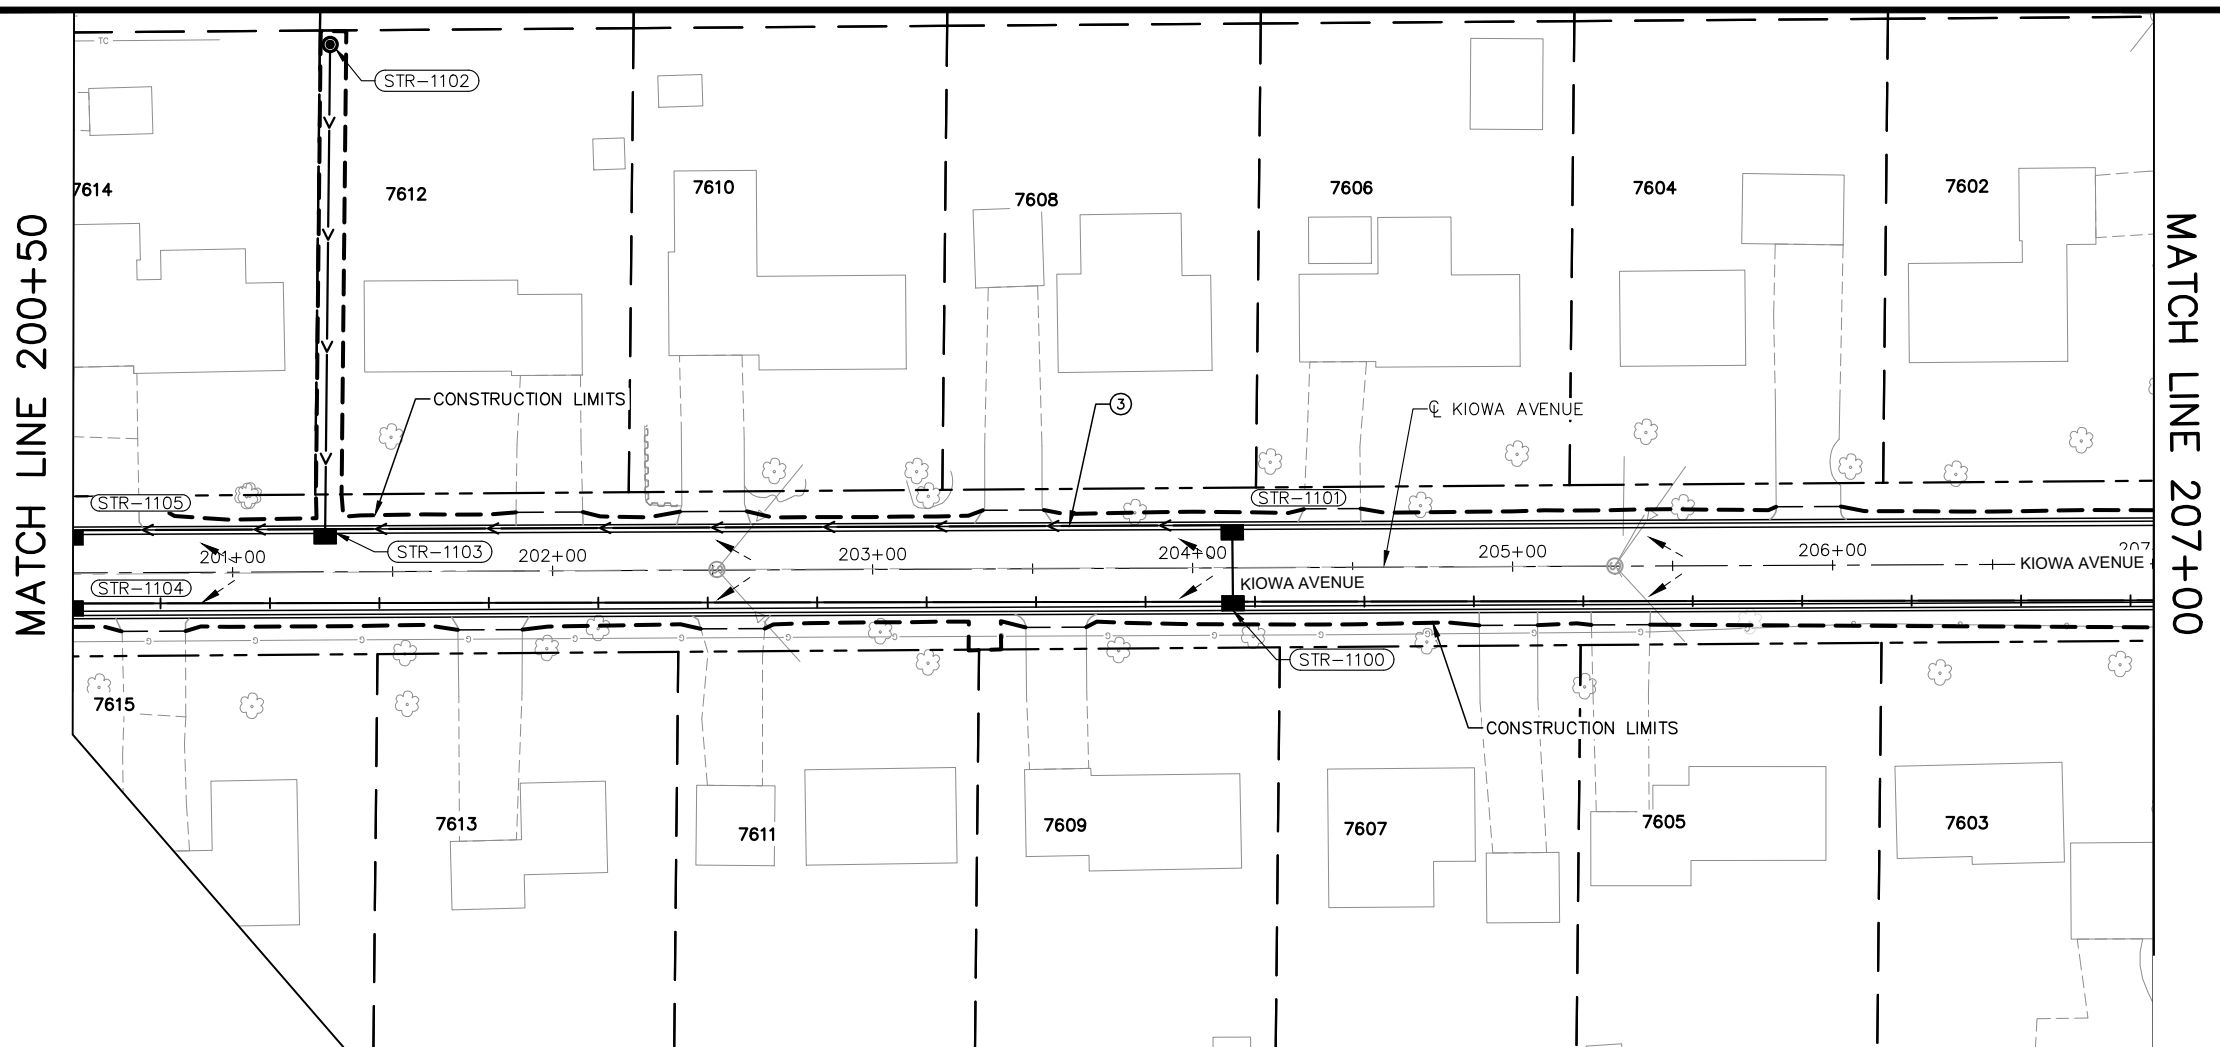 TC
STR-1102
7614
7612
7610
7608
7606
7604
7602
MATCH LINE 200+50
MATCH LINE 207+00
CONSTRUCTION LIMITS
3
℄ KIOWA AVENUE
STR-1105
STR-1101
STR-1103
201+00
202+00
203+00
204+00
205+00
206+00
KIOWA AVENUE
KIOWA AVENUE
STR-1104
G G G G G G G G G G G G G G G G G G G
S
S
STR-1100
7615
CONSTRUCTION LIMITS
7613
7611
7609
7607
7605
7603